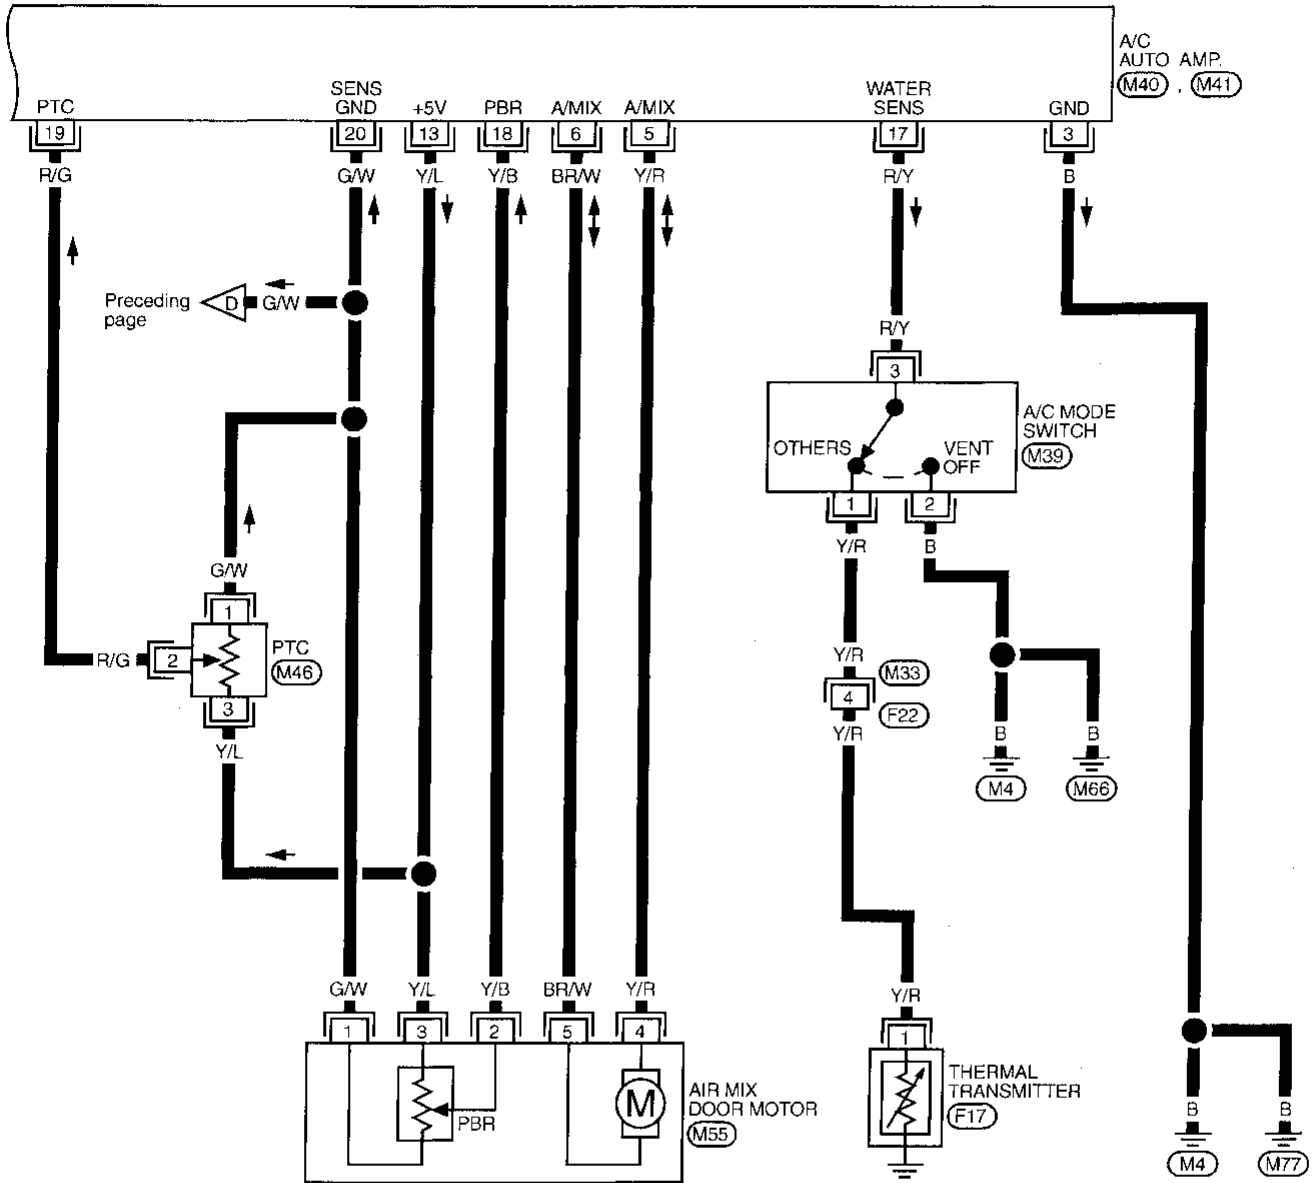 A/C
AUTO AMP.
M40 , M41
PTC
SENS
GND
+5V
PBR
A/MIX
A/MIX
WATER
SENS
GND
19
20
13
18
6
5
17
3
R/G
G/W
Y/L
Y/B
BR/W
Y/R
R/Y
B
Preceding
page
D
G/W
R/Y
3
A/C MODE
SWITCH
M39
OTHERS
VENT
OFF
1
2
Y/R
B
G/W
1
R/G
2
PTC
M46
3
Y/L
Y/R
M33
4
F22
Y/R
B
B
M4
M66
G/W
Y/L
Y/B
BR/W
Y/R
Y/R
1
3
2
5
4
1
PBR
M
AIR MIX
DOOR MOTOR
M55
THERMAL
TRANSMITTER
F17
B
B
M4
M77